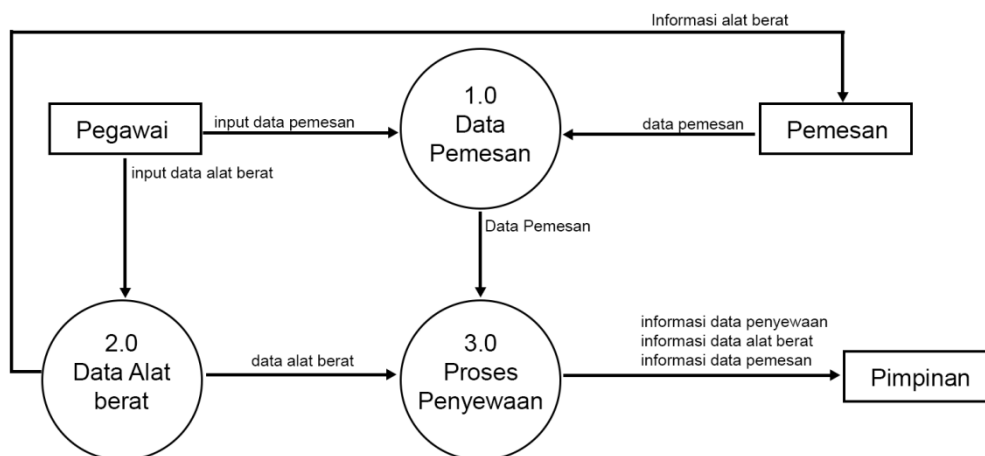 Informasi alat berat
1.0
Data
Pemesan
Pegawai
input data pemesan
data pemesan
Pemesan
input data alat berat
Data Pemesan
2.0
Data Alat
berat
data alat berat
3.0
Proses
Penyewaan
informasi data penyewaan
informasi data alat berat
informasi data pemesan
Pimpinan